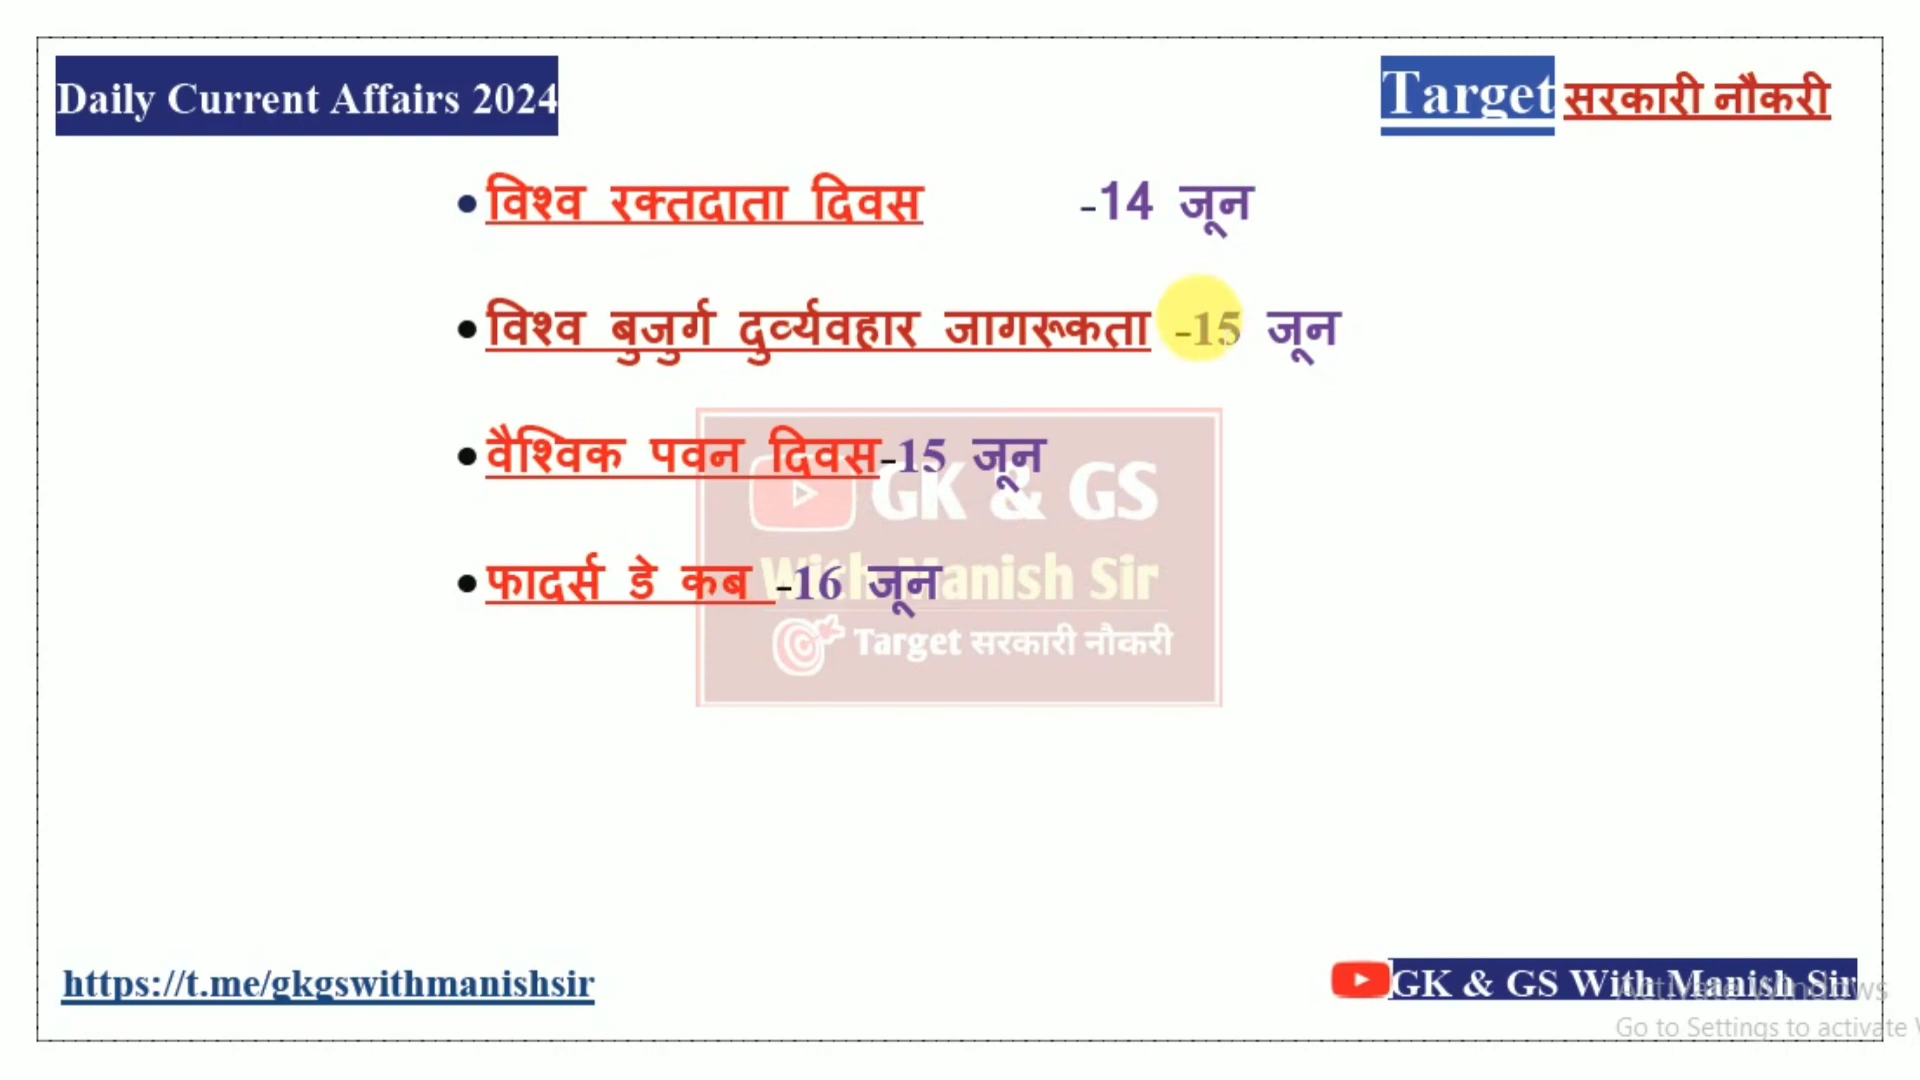 Daily Current Affairs 2024
Target सरकारी नौकरी
•विश्व रक्तदाता दिवस -14 जून
•विश्व बुजुर्ग दुर्व्यवहार जागरूकता -15 जून
•वैश्विक पवन दिवस-15 जून
•फादर्स डे कब -16 जून
GK & GS
With Manish Sir
Target सरकारी नौकरी
https://t.me/gkgswithmanishsir
GK & GS With Manish Sir
Activate Windows
Go to Settings to activate